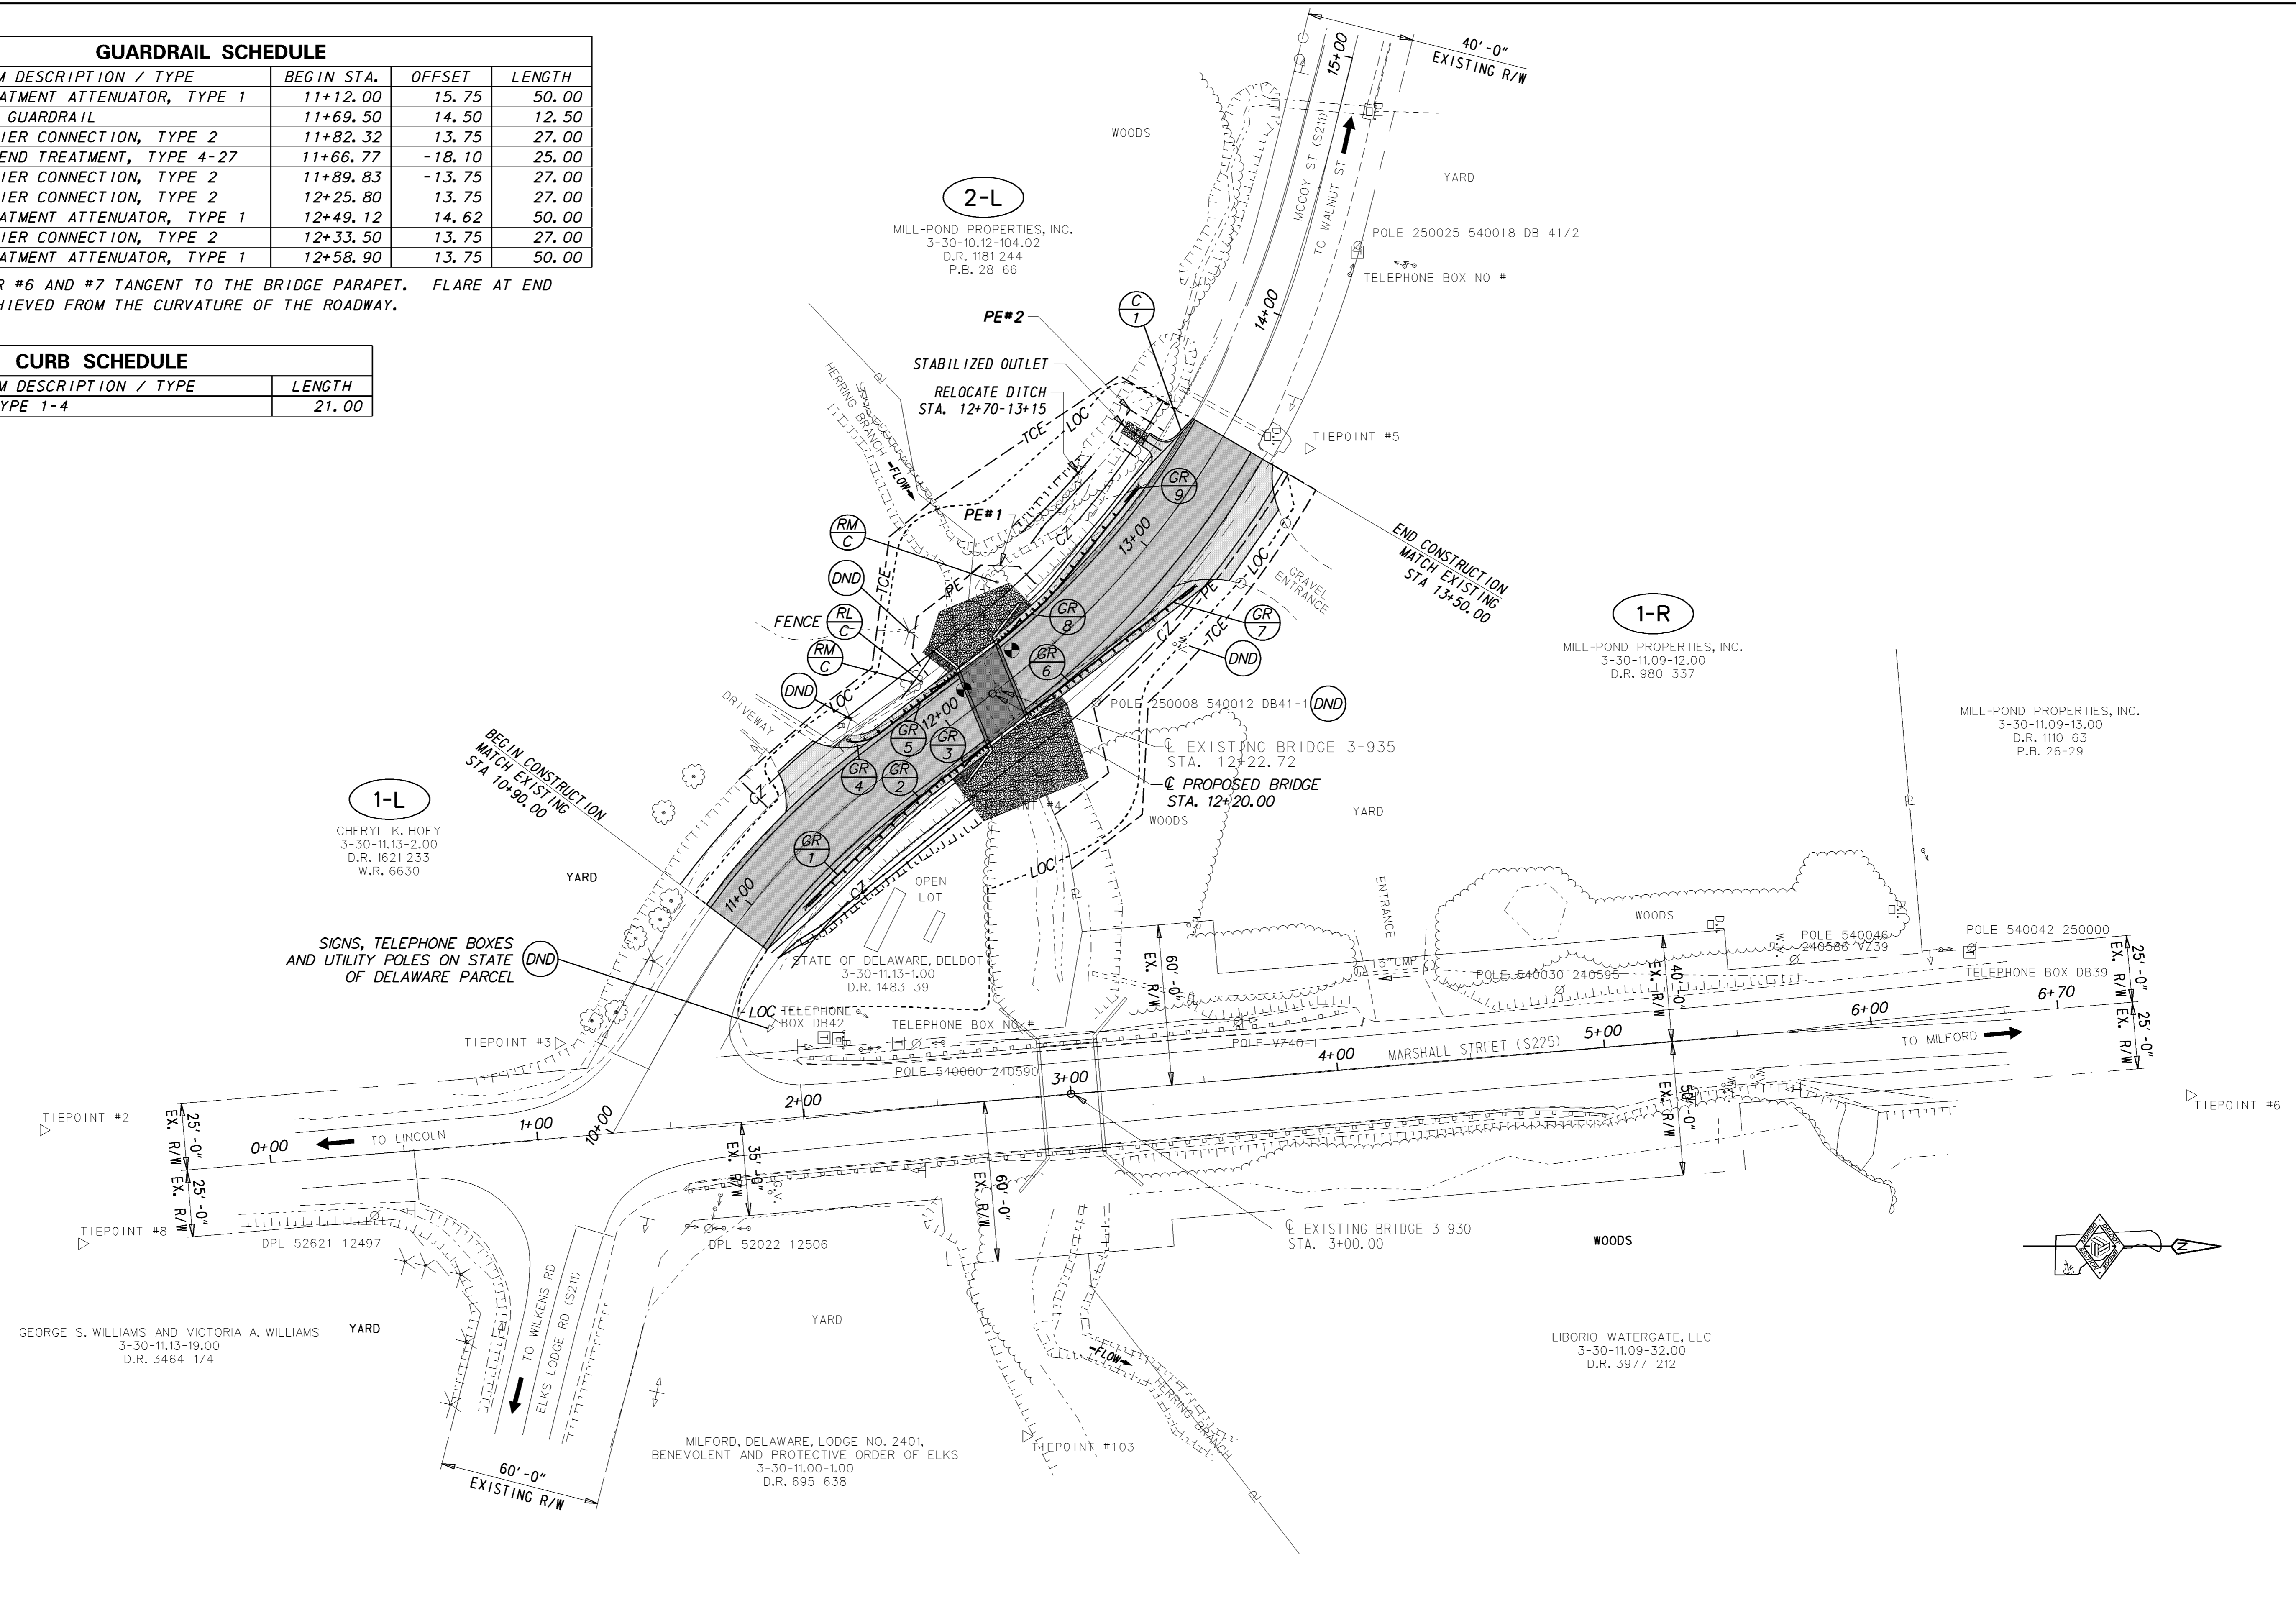 GUARDRAIL SCHEDULE
M DESCRIPTION / TYPE BEGIN STA. OFFSET LENGTH
ATMENT ATTENUATOR, TYPE 1 11+12.00 15.75 50.00
GUARDRAIL 11+69.50 14.50 12.50
IER CONNECTION, TYPE 2 11+82.32 13.75 27.00
END TREATMENT, TYPE 4-27 11+66.77 -18.10 25.00
IER CONNECTION, TYPE 2 11+89.83 -13.75 27.00
IER CONNECTION, TYPE 2 12+25.80 13.75 27.00
ATMENT ATTENUATOR, TYPE 1 12+49.12 14.62 50.00
IER CONNECTION, TYPE 2 12+33.50 13.75 27.00
ATMENT ATTENUATOR, TYPE 1 12+58.90 13.75 50.00
R #6 AND #7 TANGENT TO THE BRIDGE PARAPET. FLARE AT END
HIEVED FROM THE CURVATURE OF THE ROADWAY.
CURB SCHEDULE
M DESCRIPTION / TYPE LENGTH
YPE 1-4 21.00
40'-0"
EXISTING R/W
15+00
WOODS
MCCOY ST (S211)
TO WALNUT ST
YARD
2-L
MILL-POND PROPERTIES, INC.
3-30-10.12-104.02
D.R. 1181 244
P.B. 28 66
POLE 250025 540018 DB 41/2
TELEPHONE BOX NO #
14+00
C
1
PE#2
STABILIZED OUTLET
RELOCATE DITCH
STA. 12+70-13+15
HERRING BRANCH
FLOW
TCE
LOC
TIEPOINT #5
GR
9
PE#1
CZ
13+00
RM
C
END CONSTRUCTION
MATCH EXISTING
STA 13+50.00
LOC
GRAVEL
ENTRANCE
DND
TCE
PE
GR
8
PE
GR
7
CZ
TCE
DND
FENCE
RL
C
RM
C
GR
6
DND
LOC
DRIVEWAY
12+00
POLE 250008 540012 DB41-1
DND
GR
5
GR
3
GR
4
GR
2
EXISTING BRIDGE 3-935
STA. 12+22.72
PROPOSED BRIDGE
STA. 12+20.00
1-R
MILL-POND PROPERTIES, INC.
3-30-11.09-12.00
D.R. 980 337
MILL-POND PROPERTIES, INC.
3-30-11.09-13.00
D.R. 1110 63
P.B. 26-29
BEGIN CONSTRUCTION
MATCH EXISTING
STA 10+90.00
CZ
1-L
CHERYL K. HOEY
3-30-11.13-2.00
D.R. 1621 233
W.R. 6630
YARD
GR
1
11+00
CZ
WOODS
YARD
LOC
OPEN
LOT
ENTRANCE
WOODS
SIGNS, TELEPHONE BOXES
AND UTILITY POLES ON STATE
OF DELAWARE PARCEL
DND
STATE OF DELAWARE, DELDOT
3-30-11.13-1.00
D.R. 1483 39
LOC
TELEPHONE
BOX DB42
TELEPHONE BOX NO #
60'-0"
EX. R/W
15"CMP
POLE 540030 240595
40'-0"
EX. R/W
POLE 540046
240586 VZ39
POLE 540042 250000
TELEPHONE BOX DB39
25'-0"
EX. R/W
25'-0"
EX. R/W
6+70
6+00
TO MILFORD
5+00
MARSHALL STREET (S225)
4+00
POLE VZ40-1
POLE 540000 240590
3+00
2+00
TIEPOINT #3
TIEPOINT #2
25'-0"
EX. R/W
25'-0"
EX. R/W
0+00
TO LINCOLN
1+00
10+00
35'-0"
EX. R/W
G.V.
60'-0"
EX. R/W
50'-0"
EX. R/W
TIEPOINT #6
TIEPOINT #8
DPL 52621 12497
DPL 52022 12506
EXISTING BRIDGE 3-930
STA. 3+00.00
WOODS
N
TO WILKENS RD
ELKS LODGE RD (S211)
YARD
GEORGE S. WILLIAMS AND VICTORIA A. WILLIAMS
3-30-11.13-19.00
D.R. 3464 174
YARD
FLOW
HERRING BRANCH
LIBORIO WATERGATE, LLC
3-30-11.09-32.00
D.R. 3977 212
MILFORD, DELAWARE, LODGE NO. 2401,
BENEVOLENT AND PROTECTIVE ORDER OF ELKS
3-30-11.00-1.00
D.R. 695 638
TIEPOINT #103
60'-0"
EXISTING R/W